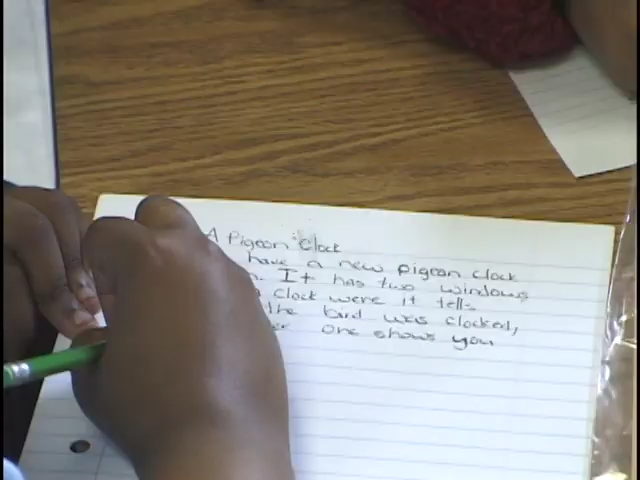 A Pigeon Clock
have a new pigeon clock
It has two windows
clock were it tells
the bird was clocked,
one shows you